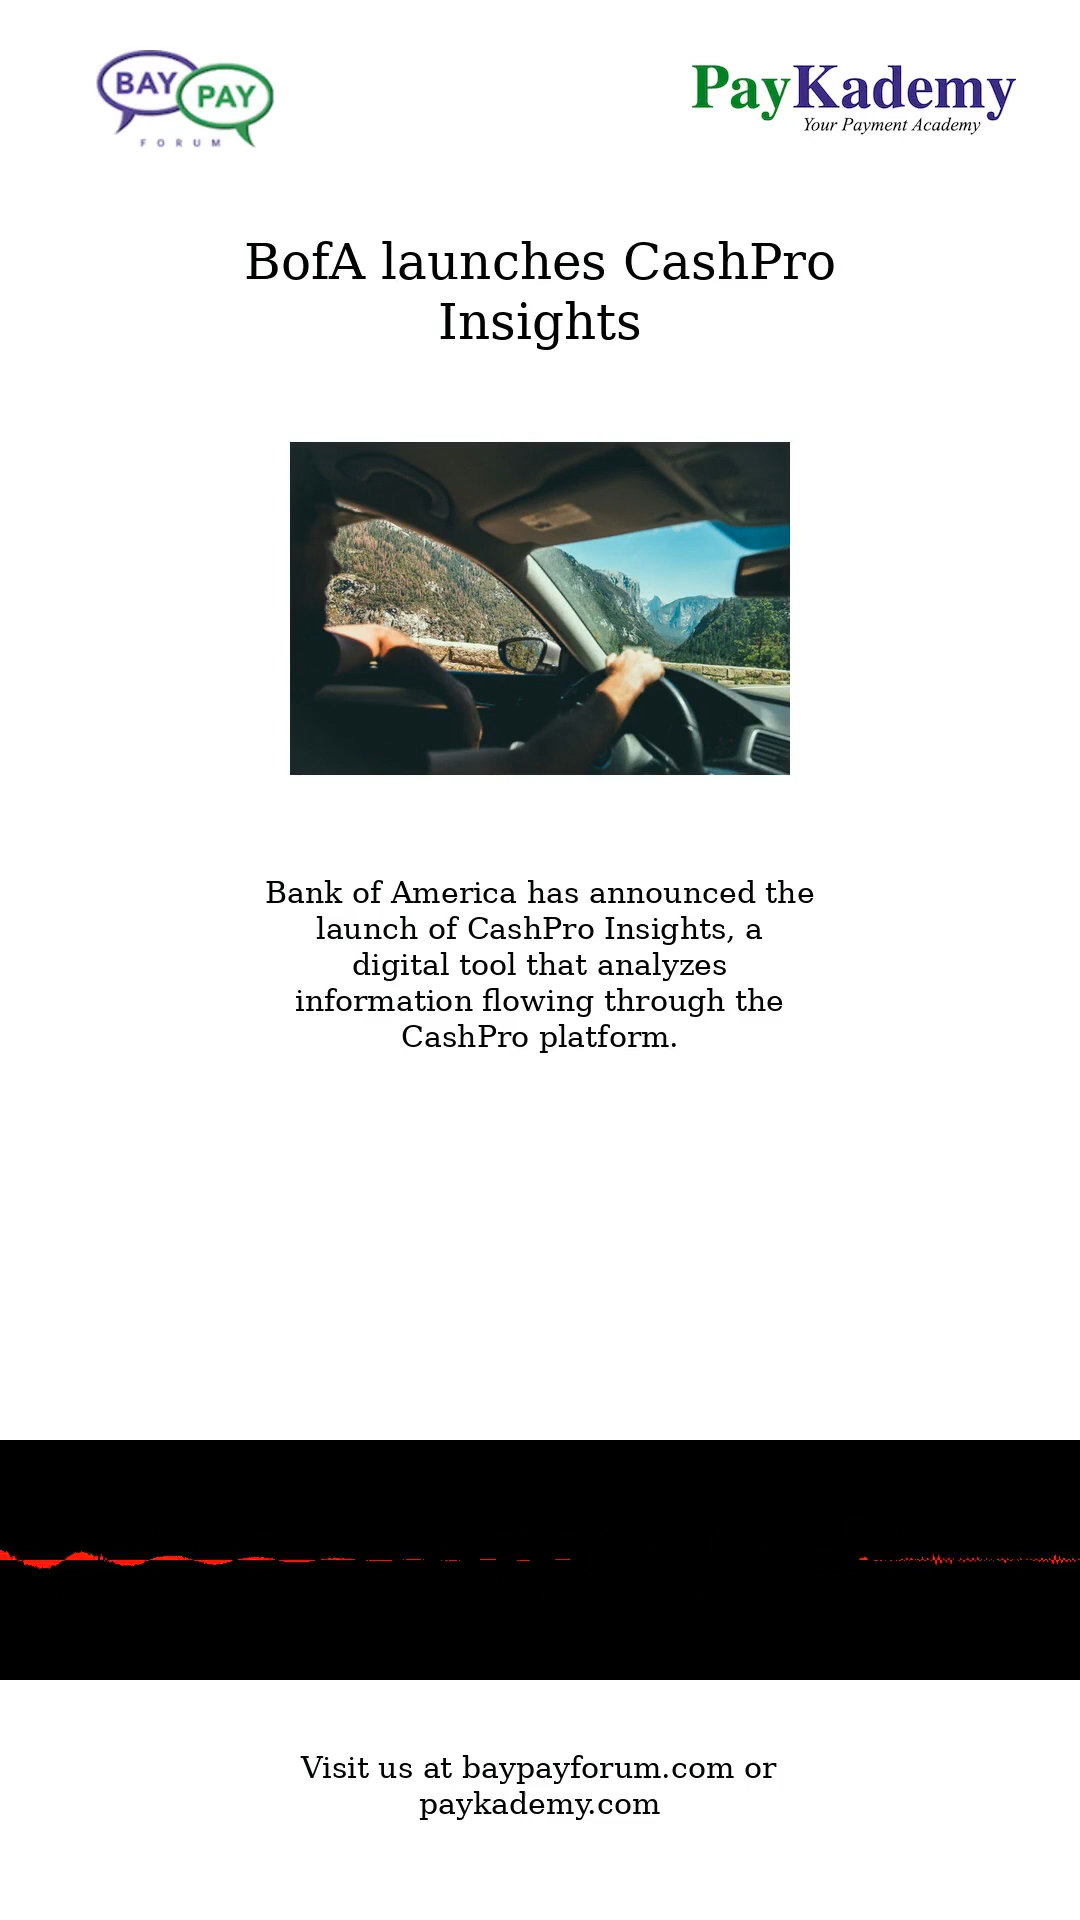 BAY PAY
FORUM
PayKademy
Your Payment Academy
BofA launches CashPro
Insights
Bank of America has announced the
launch of CashPro Insights, a
digital tool that analyzes
information flowing through the
CashPro platform.
Visit us at baypayforum.com or
paykademy.com